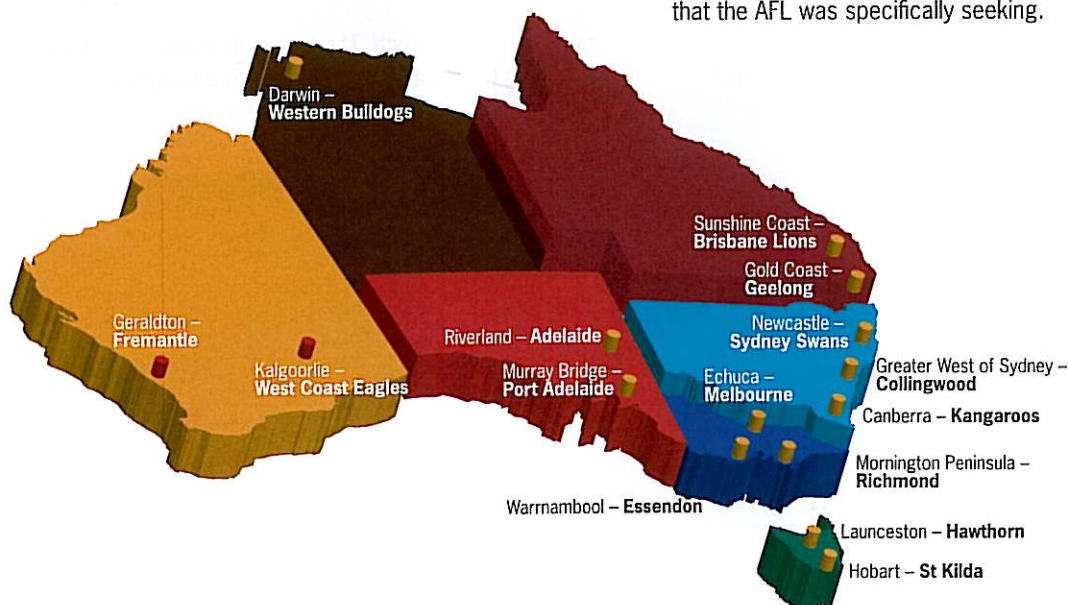 that the AFL was specifically seeking.
Darwin –
Western Bulldogs
Sunshine Coast –
Brisbane Lions
Gold Coast –
Geelong
Geraldton –
Fremantle
Kalgoorlie –
West Coast Eagles
Riverland – Adelaide
Murray Bridge –
Port Adelaide
Newcastle –
Sydney Swans
Echuca –
Melbourne
Greater West of Sydney –
Collingwood
Canberra – Kangaroos
Mornington Peninsula –
Richmond
Warrnambool – Essendon
Launceston – Hawthorn
Hobart – St Kilda